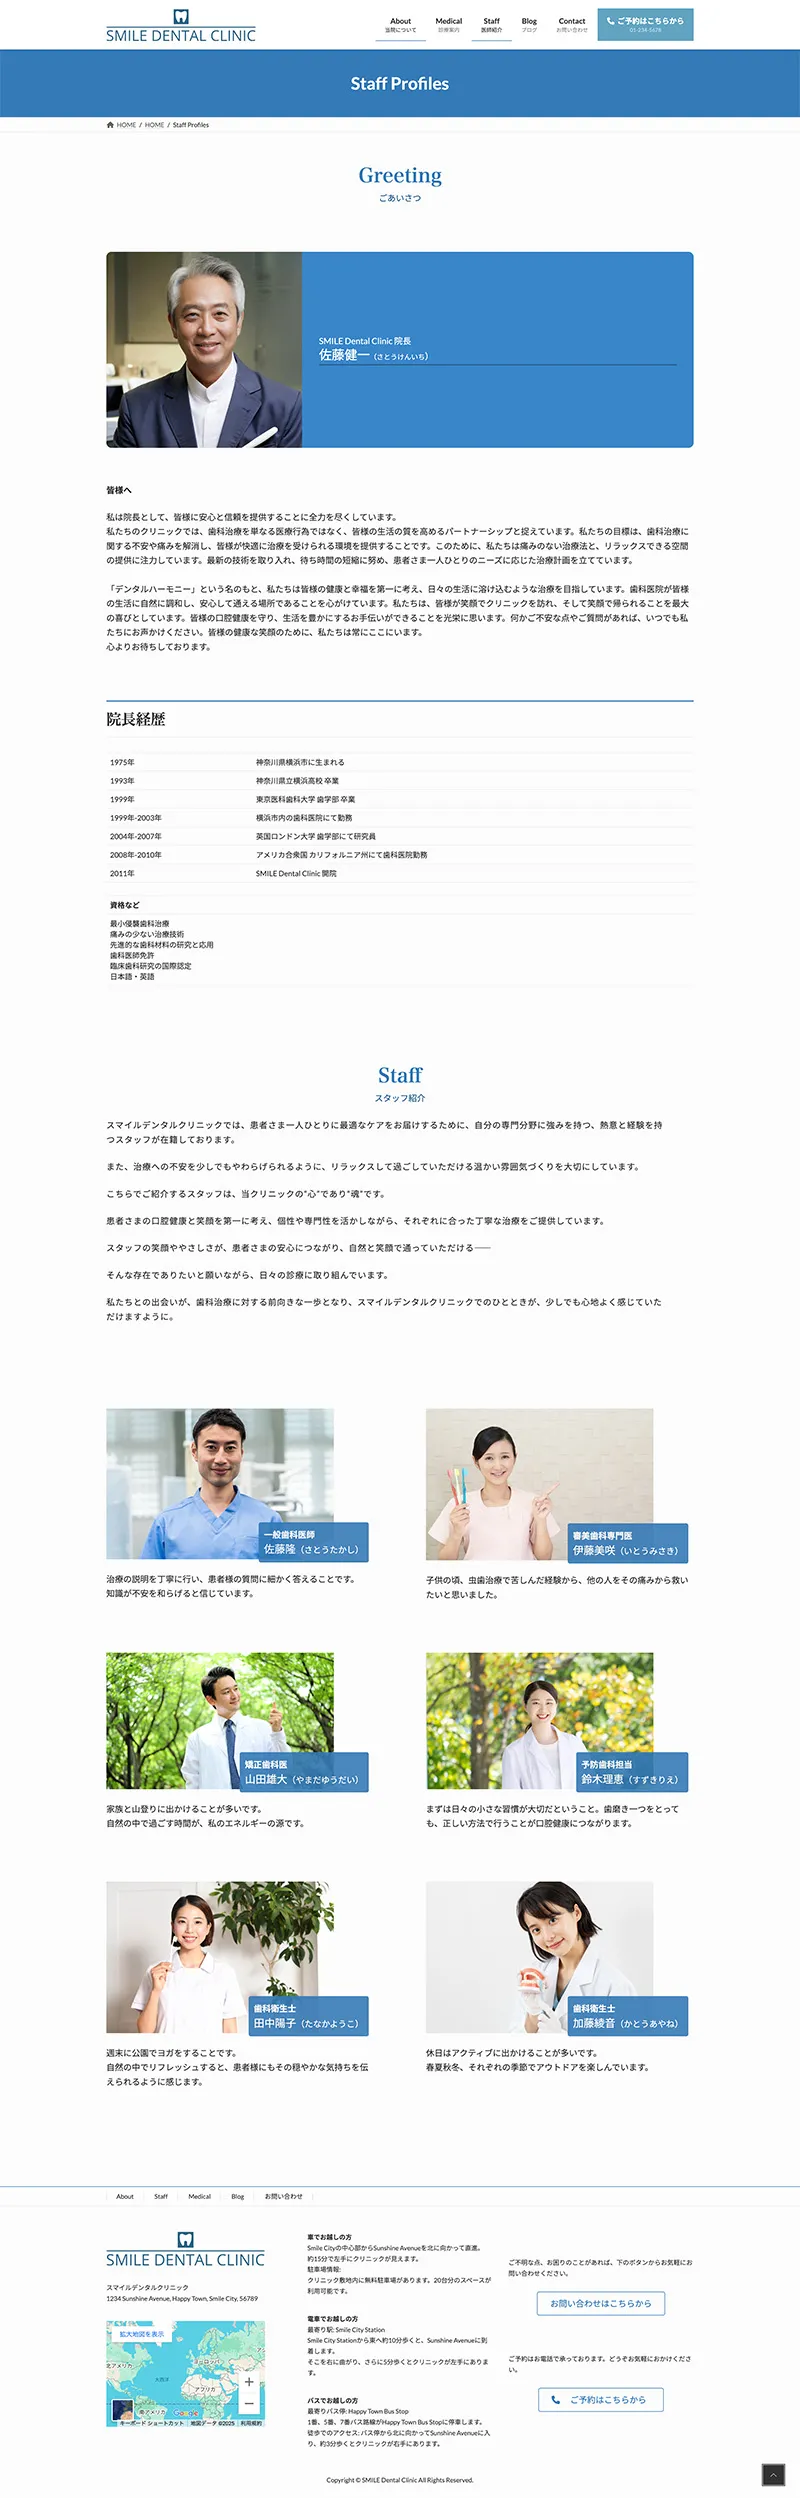 SMILE DENTAL CLINIC
About
当院について
Medical
診療案内
Staff
医師紹介
Blog
ブログ
Contact
お問い合わせ
ご予約はこちらから
01-234-5678
Staff Profiles
HOME / HOME / Staff Profiles
Greeting
ごあいさつ
SMILE Dental Clinic 院長
佐藤健一（さとうけんいち）
皆様へ
私は院長として、皆様に安心と信頼を提供することに全力を尽くしています。
私たちのクリニックでは、歯科治療を単なる医療行為ではなく、皆様の生活の質を高めるパートナーシップと捉えています。私たちの目標は、歯科治療に
関する不安や痛みを解消し、皆様が快適に治療を受けられる環境を提供することです。このために、私たちは痛みのない治療法と、リラックスできる空間
の提供に注力しています。最新の技術を取り入れ、待ち時間の短縮に努め、患者さま一人ひとりのニーズに応じた治療計画を立てています。
「デンタルハーモニー」という名のもと、私たちは皆様の健康と幸福を第一に考え、日々の生活に溶け込むような治療を目指しています。歯科医院が皆様
の生活に自然に調和し、安心して通える場所であることを心がけています。私たちは、皆様が笑顔でクリニックを訪れ、そして笑顔で帰られることを最大
の喜びとしています。皆様の口腔健康を守り、生活を豊かにするお手伝いができることを光栄に思います。何かご不安な点やご質問があれば、いつでも私
たちにお声かけください。皆様の健康な笑顔のために、私たちは常にここにいます。
心よりお待ちしております。
院長経歴
1975年 神奈川県横浜市に生まれる
1993年 神奈川県立横浜高校 卒業
1999年 東京医科歯科大学 歯学部 卒業
1999年-2003年 横浜市内の歯科医院にて勤務
2004年-2007年 英国ロンドン大学 歯学部にて研究員
2008年-2010年 アメリカ合衆国 カリフォルニア州にて歯科医院勤務
2011年 SMILE Dental Clinic 開院
資格など
最小侵襲歯科治療
痛みの少ない治療技術
先進的な歯科材料の研究と応用
歯科医師免許
臨床歯科研究の国際認定
日本語・英語
Staff
スタッフ紹介
スマイルデンタルクリニックでは、患者さま一人ひとりに最適なケアをお届けするために、自分の専門分野に強みを持つ、熱意と経験を持
つスタッフが在籍しております。
また、治療への不安を少しでもやわらげられるように、リラックスして過ごしていただける温かい雰囲気づくりを大切にしています。
こちらでご紹介するスタッフは、当クリニックの“心”であり“魂”です。
患者さまの口腔健康と笑顔を第一に考え、個性や専門性を活かしながら、それぞれに合った丁寧な治療をご提供しています。
スタッフの笑顔ややさしさが、患者さまの安心につながり、自然と笑顔で通っていただける——
そんな存在でありたいと願いながら、日々の診療に取り組んでいます。
私たちとの出会いが、歯科治療に対する前向きな一歩となり、スマイルデンタルクリニックでのひとときが、少しでも心地よく感じていた
だけますように。
一般歯科医師
佐藤隆（さとうたかし）
治療の説明を丁寧に行い、患者様の質問に細かく答えることです。
知識が不安を和らげると信じています。
審美歯科専門医
伊藤美咲（いとうみさき）
子供の頃、虫歯治療で苦しんだ経験から、他の人をその痛みから救い
たいと思いました。
矯正歯科医
山田雄大（やまだゆうだい）
家族と山登りに出かけることが多いです。
自然の中で過ごす時間が、私のエネルギーの源です。
予防歯科担当
鈴木理恵（すずきりえ）
まずは日々の小さな習慣が大切だということ。歯磨き一つをとって
も、正しい方法で行うことが口腔健康につながります。
歯科衛生士
田中陽子（たなかようこ）
週末に公園でヨガをすることです。
自然の中でリフレッシュすると、患者様にもその穏やかな気持ちを伝
えられるように感じます。
歯科衛生士
加藤綾音（かとうあやね）
休日はアクティブに出かけることが多いです。
春夏秋冬、それぞれの季節でアウトドアを楽しんでいます。
About
Staff
Medical
Blog
お問い合わせ
SMILE DENTAL CLINIC
スマイルデンタルクリニック
1234 Sunshine Avenue, Happy Town, Smile City, 56789
拡大地図を表示
北アメリカ
ヨーロッパ
大西洋
アフリカ
南アメリカ
Google
キーボード ショートカット
地図データ ©2025
利用規約
車でお越しの方
Smile Cityの中心部からSunshine Avenueを北に向かって直進。
約15分で左手にクリニックが見えます。
駐車場情報:
クリニック敷地内に無料駐車場があります。20台分のスペースが
利用可能です。
電車でお越しの方
最寄り駅: Smile City Station
Smile City Stationから東へ約10分歩くと、Sunshine Avenueに到
着します。
そこを右に曲がり、さらに5分歩くとクリニックが左手にありま
す。
バスでお越しの方
最寄りバス停: Happy Town Bus Stop
1番、5番、7番バス路線がHappy Town Bus Stopに停車します。
徒歩でのアクセス: バス停から北に向かってSunshine Avenueに入
り、約3分歩くとクリニックが右手にあります。
ご不明な点、お困りのことがあれば、下のボタンからお気軽にお
問い合わせください。
お問い合わせはこちらから
ご予約はお電話で承っております。どうぞお気軽におかけくださ
い。
ご予約はこちらから
Copyright © SMILE Dental Clinic All Rights Reserved.